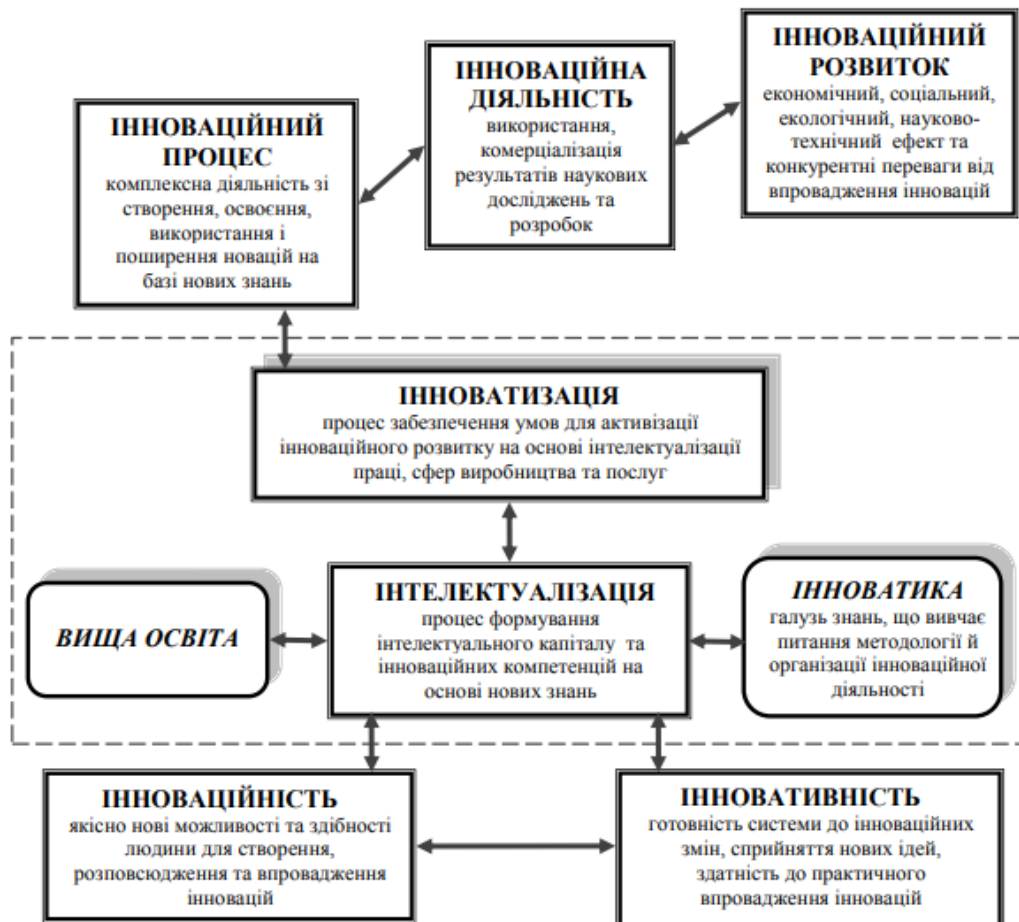 ІННОВАЦІЙНИЙ
ПРОЦЕС
комплексна діяльність зі
створення, освоєння,
використання і
поширення новацій на
базі нових знань
ІННОВАЦІЙНА
ДІЯЛЬНІСТЬ
використання,
комерціалізація
результатів наукових
досліджень та
розробок
ІННОВАЦІЙНИЙ
РОЗВИТОК
економічний, соціальний,
екологічний, науково-
технічний ефект та
конкурентні переваги від
впровадження інновацій
ІННОВАТИЗАЦІЯ
процес забезпечення умов для активізації
інноваційного розвитку на основі інтелектуалізації
праці, сфер виробництва та послуг
ВИЩА ОСВІТА
ІНТЕЛЕКТУАЛІЗАЦІЯ
процес формування
інтелектуального капіталу та
інноваційних компетенцій на
основі нових знань
ІННОВАТИКА
галузь знань, що вивчає
питання методології й
організації інноваційної
діяльності
ІННОВАЦІЙНІСТЬ
якісно нові можливості та здібності
людини для створення,
розповсюдження та впровадження
інновацій
ІННОВАТИВНІСТЬ
готовність системи до інноваційних
змін, сприйняття нових ідей,
здатність до практичного
впровадження інновацій